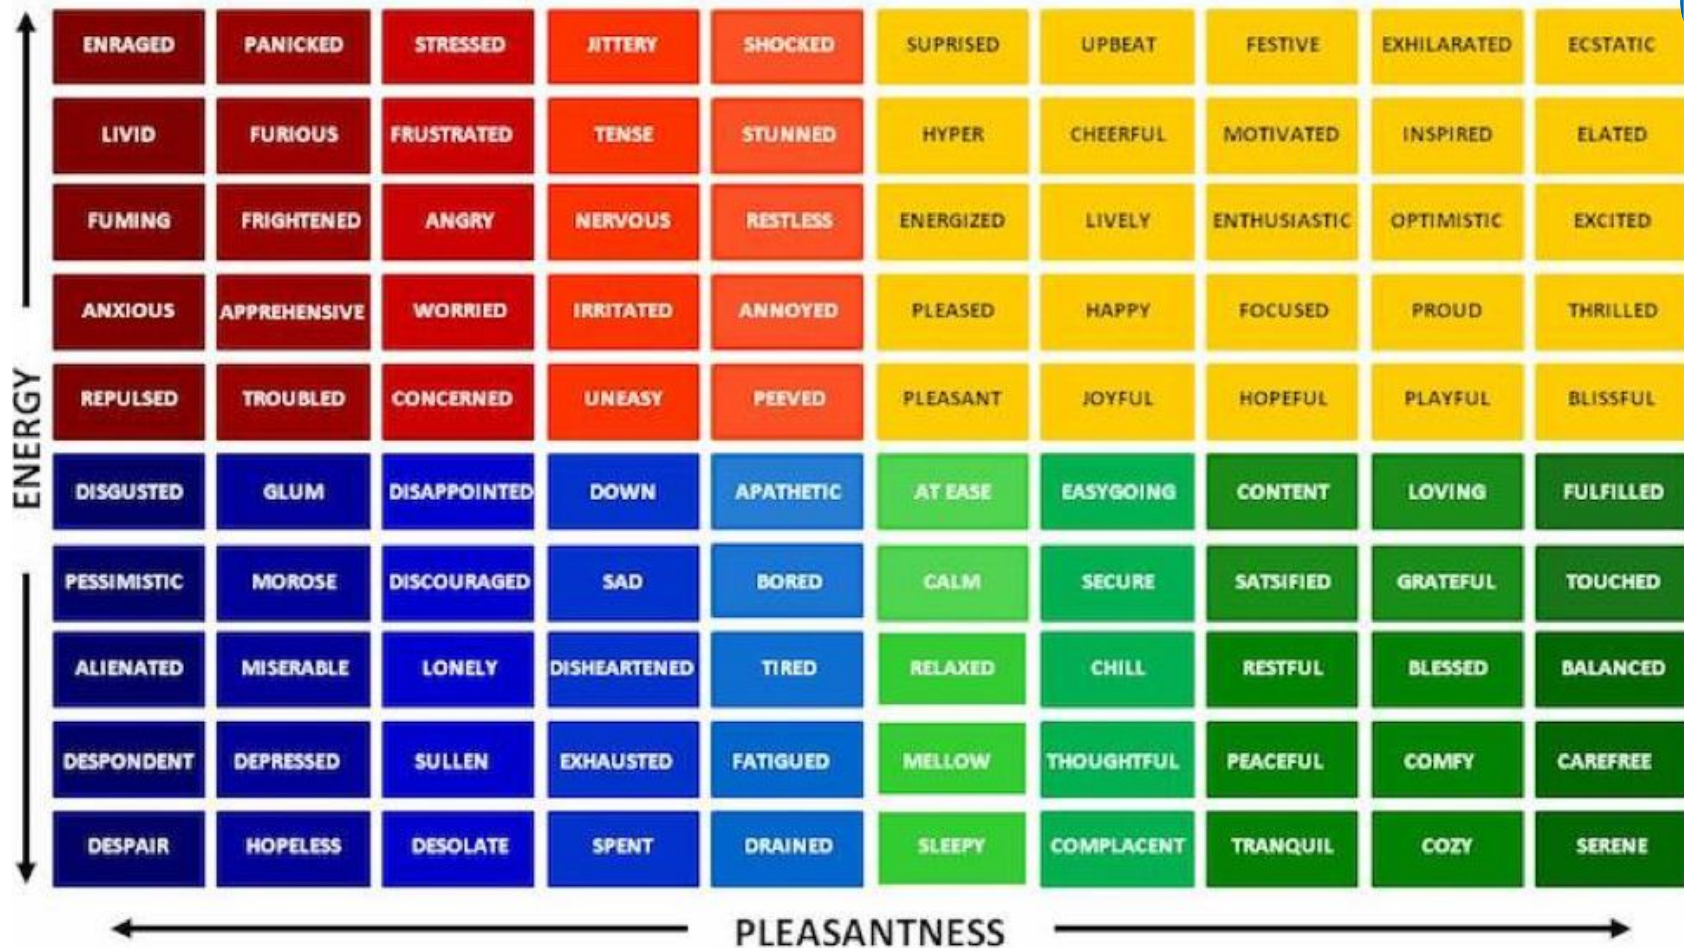 ENRAGED PANICKED STRESSED JITTERY SHOCKED SUPRISED UPBEAT FESTIVE EXHILARATED ECSTATIC
LIVID FURIOUS FRUSTRATED TENSE STUNNED HYPER CHEERFUL MOTIVATED INSPIRED ELATED
FUMING FRIGHTENED ANGRY NERVOUS RESTLESS ENERGIZED LIVELY ENTHUSIASTIC OPTIMISTIC EXCITED
ANXIOUS APPREHENSIVE WORRIED IRRITATED ANNOYED PLEASED HAPPY FOCUSED PROUD THRILLED
REPULSED TROUBLED CONCERNED UNEASY PEEVED PLEASANT JOYFUL HOPEFUL PLAYFUL BLISSFUL
ENERGY
DISGUSTED GLUM DISAPPOINTED DOWN APATHETIC AT EASE EASYGOING CONTENT LOVING FULFILLED
PESSIMISTIC MOROSE DISCOURAGED SAD BORED CALM SECURE SATSIFIED GRATEFUL TOUCHED
ALIENATED MISERABLE LONELY DISHEARTENED TIRED RELAXED CHILL RESTFUL BLESSED BALANCED
DESPONDENT DEPRESSED SULLEN EXHAUSTED FATIGUED MELLOW THOUGHTFUL PEACEFUL COMFY CAREFREE
DESPAIR HOPELESS DESOLATE SPENT DRAINED SLEEPY COMPLACENT TRANQUIL COZY SERENE
PLEASANTNESS